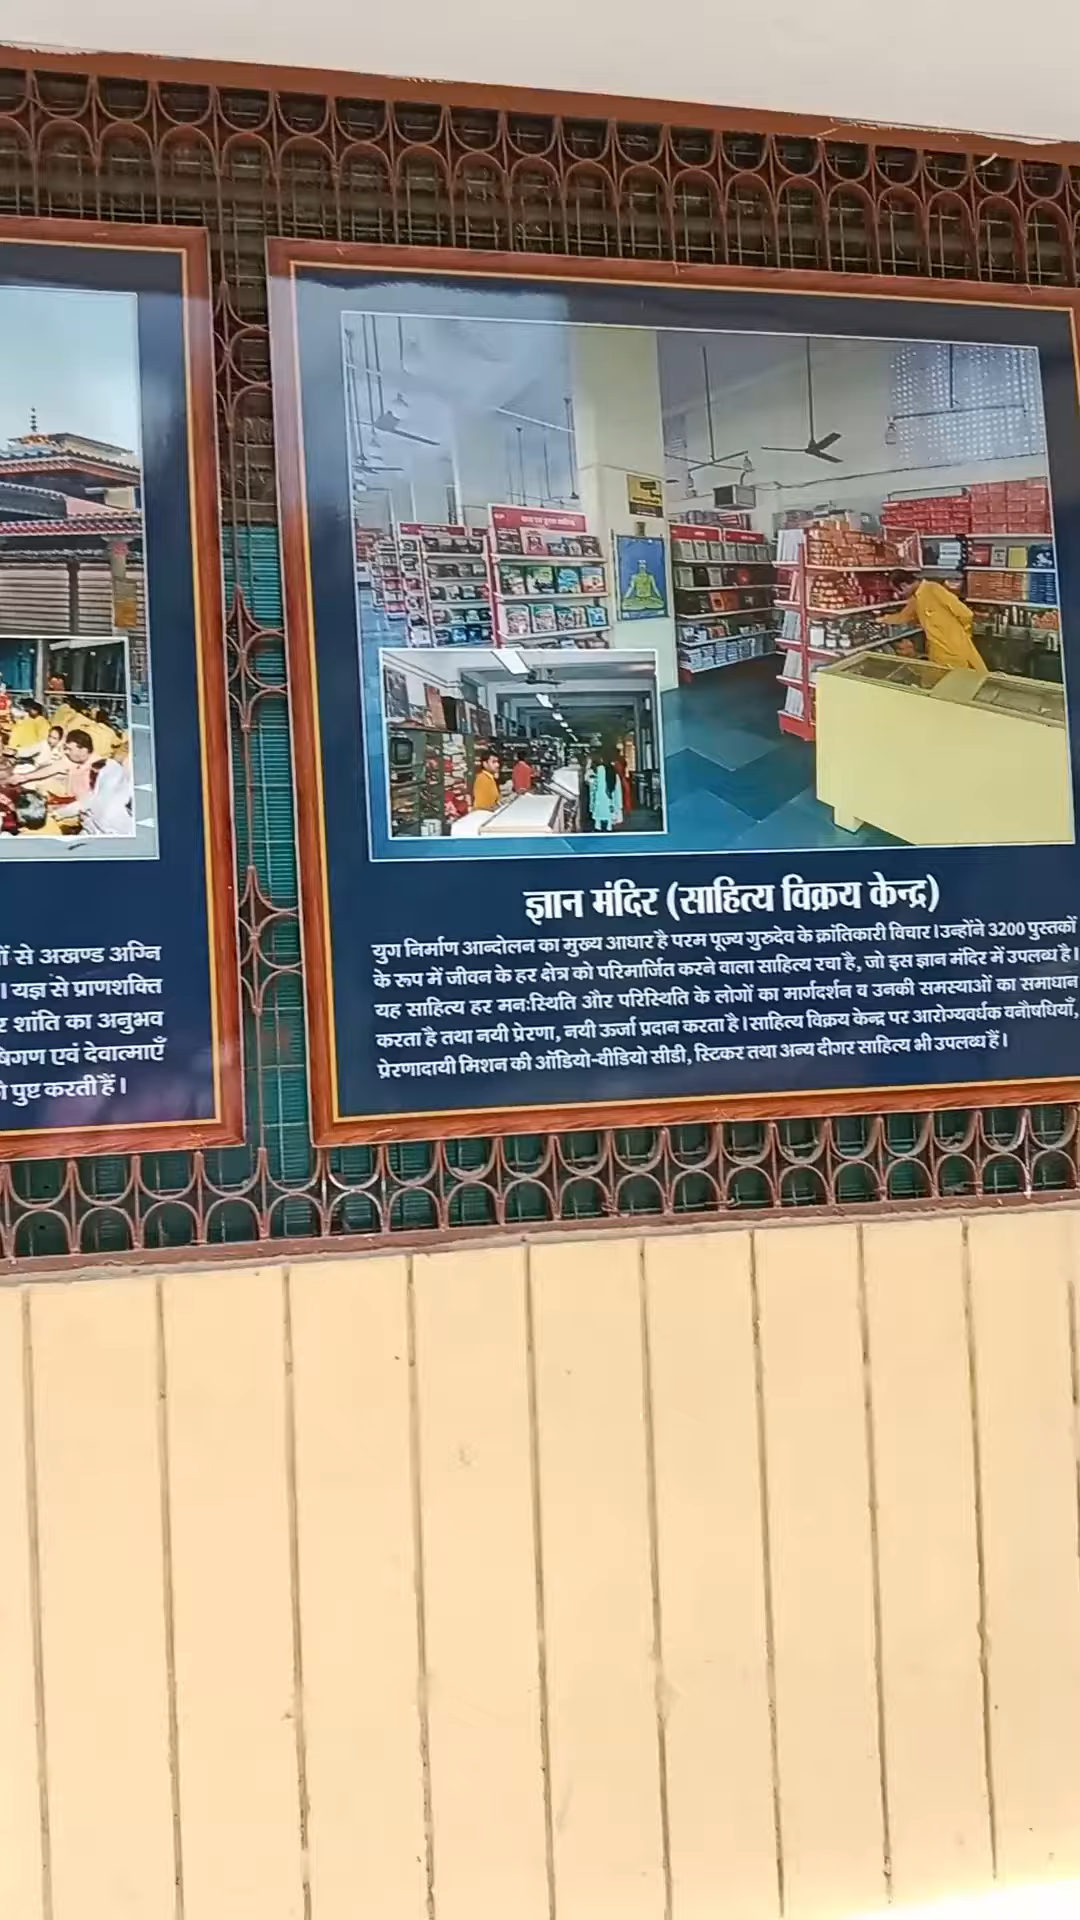 से अखण्ड अग्नि
। यज्ञ से प्राणशक्ति
शांति का अनुभव
एवं देवात्माएँ
पुष्ट करती हैं।
ज्ञान मंदिर (साहित्य विक्रय केन्द्र)
युग निर्माण आन्दोलन का मुख्य आधार है परम पूज्य गुरुदेव के क्रांतिकारी विचार। उन्होंने 3200 पुस्तकों
के रूप में जीवन के हर क्षेत्र को परिमार्जित करने वाला साहित्य रचा है, जो इस ज्ञान मंदिर में उपलब्ध है।
यह साहित्य हर मनःस्थिति और परिस्थिति के लोगों का मार्गदर्शन व उनकी समस्याओं का समाधान
करता है तथा नयी प्रेरणा, नयी ऊर्जा प्रदान करता है। साहित्य विक्रय केन्द्र पर आरोग्यवर्धक वनौषधियाँ,
प्रेरणादायी मिशन की ऑडियो-वीडियो सीडी, स्टिकर तथा अन्य दीगर साहित्य भी उपलब्ध हैं।